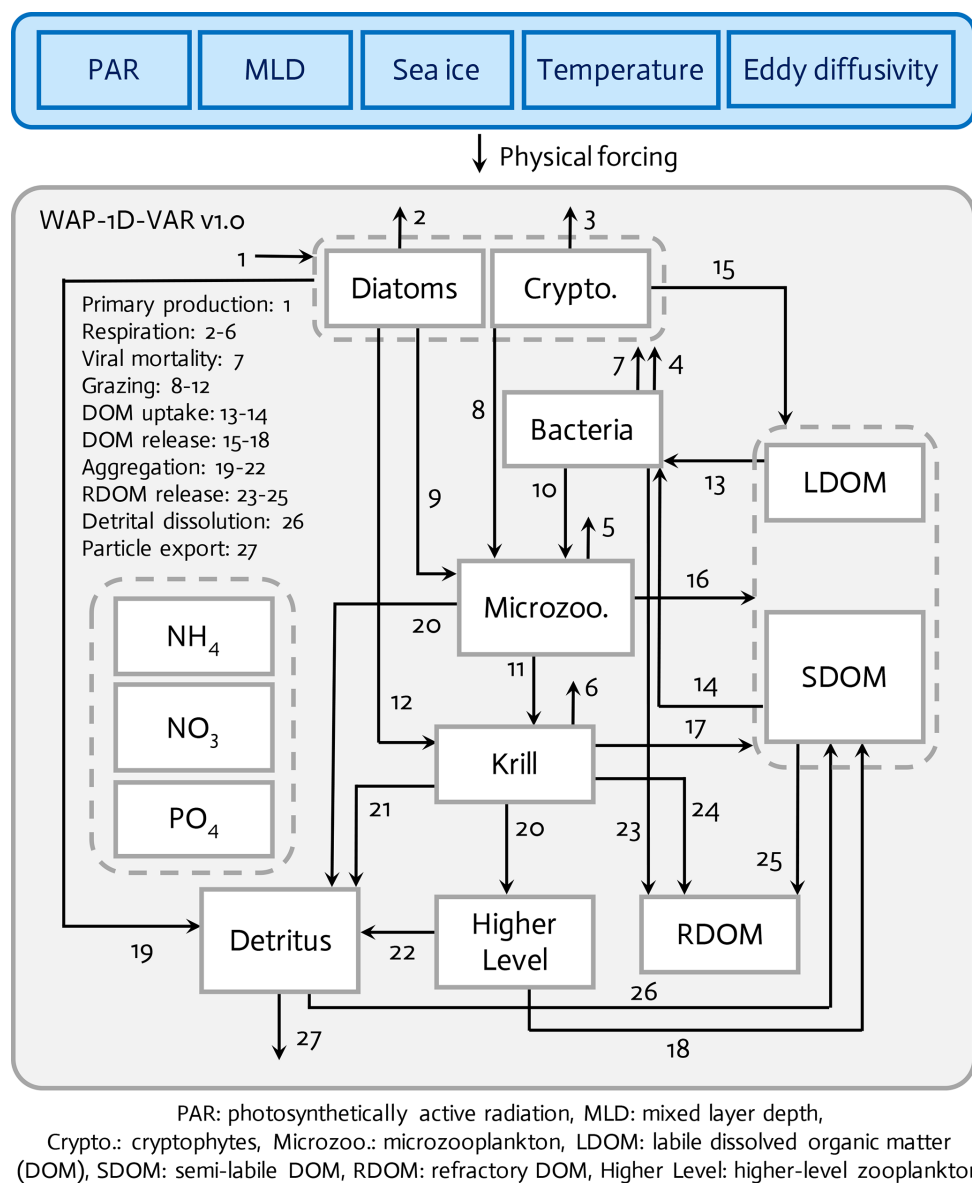 PAR
MLD
Sea ice
Temperature
Eddy diffusivity
Physical forcing
WAP-1D-VAR v1.0
2
3
1
15
Diatoms
Crypto.
Primary production: 1
Respiration: 2-6
Viral mortality: 7
Grazing: 8-12
DOM uptake: 13-14
DOM release: 15-18
Aggregation: 19-22
RDOM release: 23-25
Detrital dissolution: 26
Particle export: 27
7
4
8
Bacteria
LDOM
13
9
10
5
16
Microzoo.
20
NH4
NO3
PO4
11
6
12
14
SDOM
17
Krill
21
20
24
23
25
Detritus
Higher
Level
RDOM
19
22
26
27
18
PAR: photosynthetically active radiation, MLD: mixed layer depth,
Crypto.: cryptophytes, Microzoo.: microzooplankton, LDOM: labile dissolved organic matter
(DOM), SDOM: semi-labile DOM, RDOM: refractory DOM, Higher Level: higher-level zooplankton